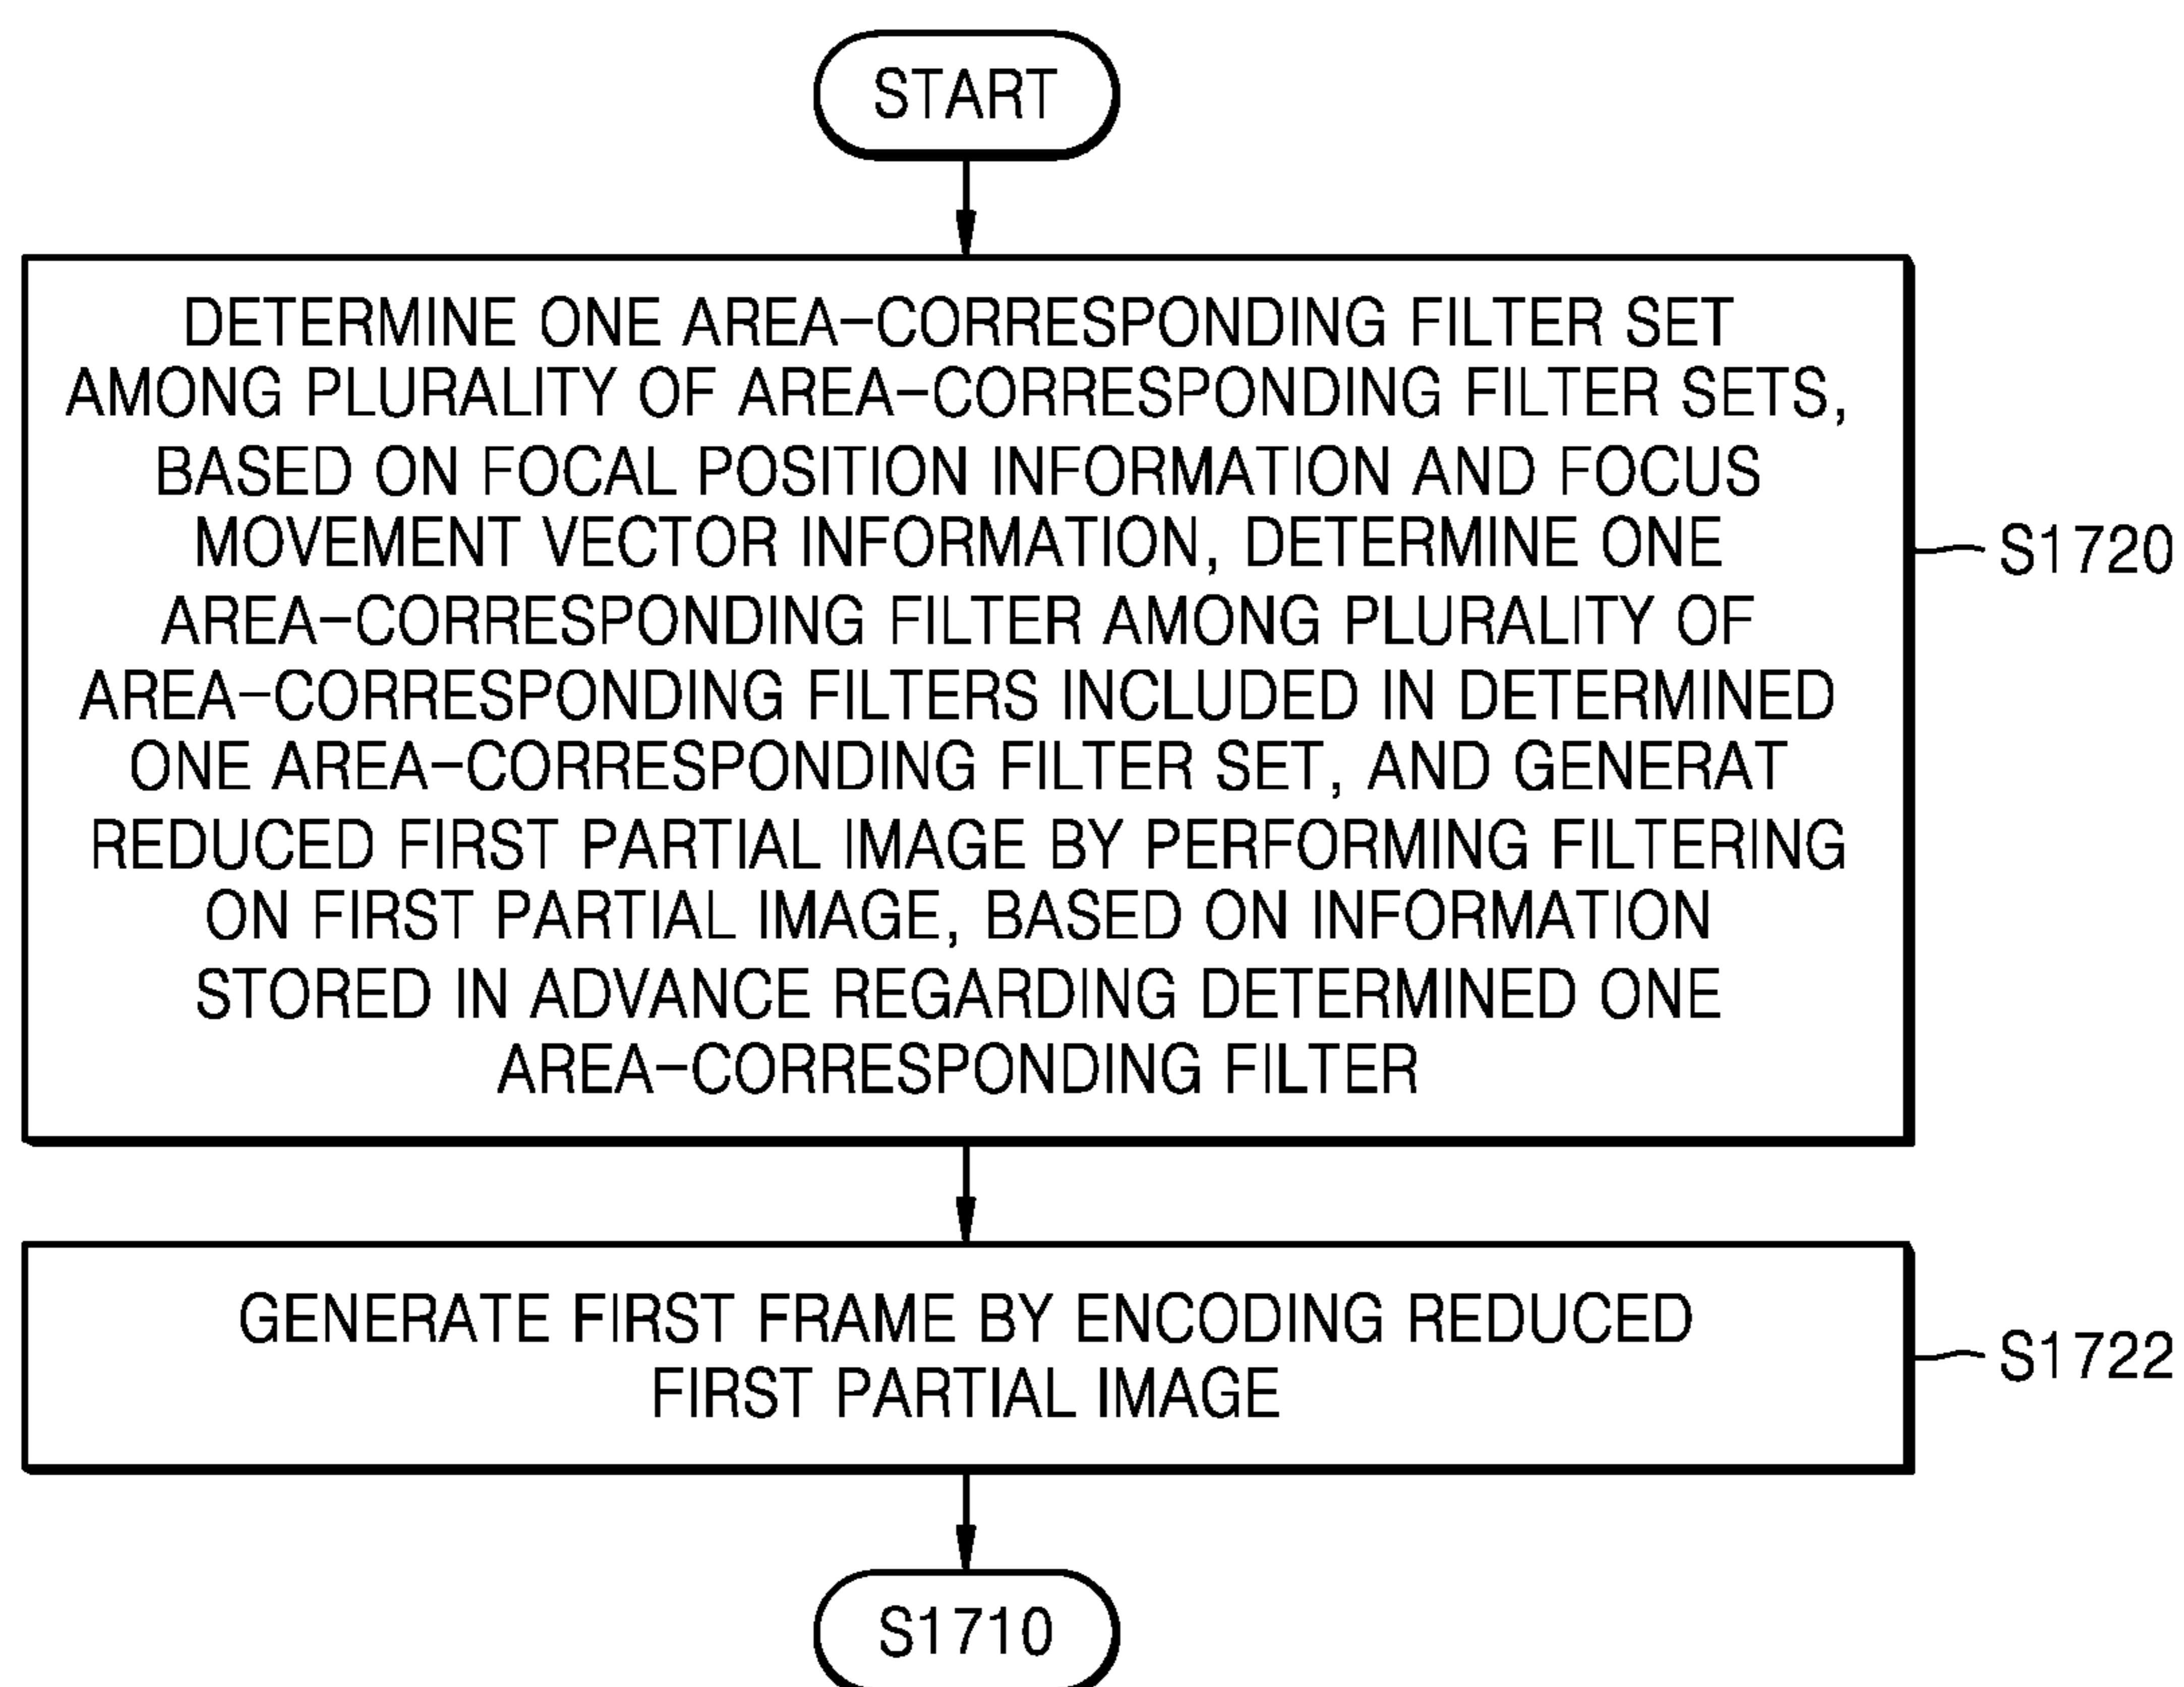 START
DETERMINE ONE AREA-CORRESPONDING FILTER SET
AMONG PLURALITY OF AREA-CORRESPONDING FILTER SETS,
BASED ON FOCAL POSITION INFORMATION AND FOCUS
MOVEMENT VECTOR INFORMATION, DETERMINE ONE
AREA-CORRESPONDING FILTER AMONG PLURALITY OF
AREA-CORRESPONDING FILTERS INCLUDED IN DETERMINED
ONE AREA-CORRESPONDING FILTER SET, AND GENERAT
REDUCED FIRST PARTIAL IMAGE BY PERFORMING FILTERING
ON FIRST PARTIAL IMAGE, BASED ON INFORMATION
STORED IN ADVANCE REGARDING DETERMINED ONE
AREA-CORRESPONDING FILTER
S1720
GENERATE FIRST FRAME BY ENCODING REDUCED
FIRST PARTIAL IMAGE
S1722
S1710